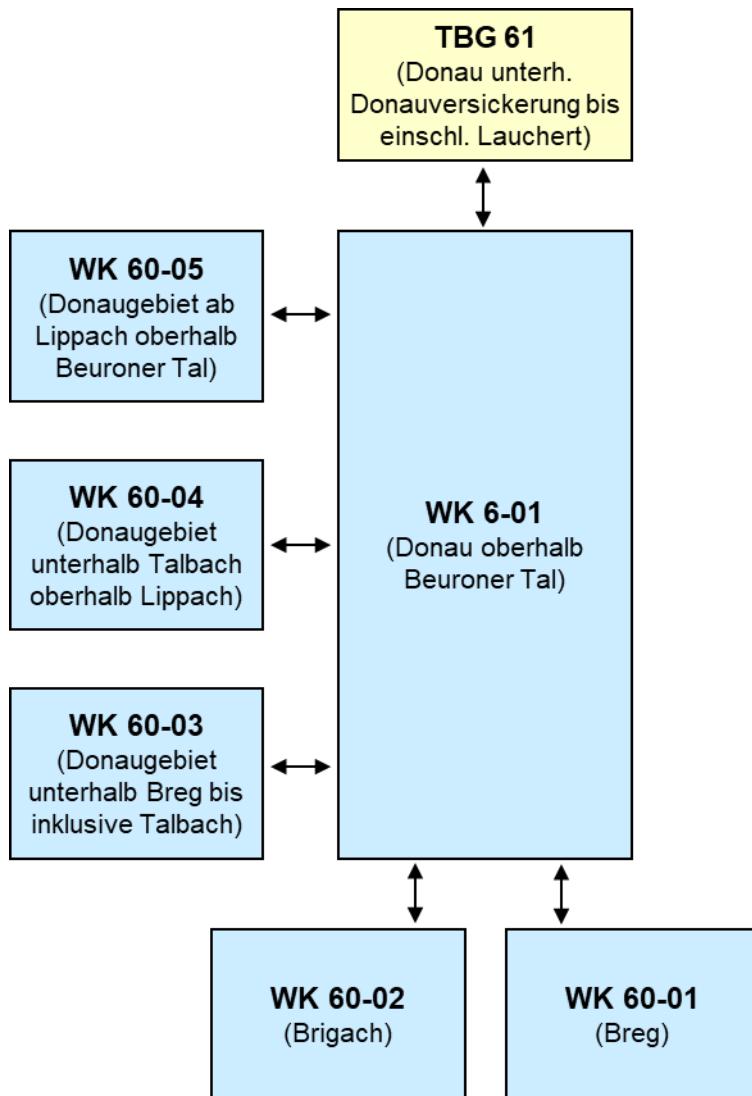 TBG 61
(Donau unterh.
Donauversickerung bis
einschl. Lauchert)
WK 60-05
(Donaugebiet ab
Lippach oberhalb
Beuroner Tal)
WK 60-04
(Donaugebiet
unterhalb Talbach
oberhalb Lippach)
WK 6-01
(Donau oberhalb
Beuroner Tal)
WK 60-03
(Donaugebiet
unterhalb Breg bis
inklusive Talbach)
WK 60-02
(Brigach)
WK 60-01
(Breg)